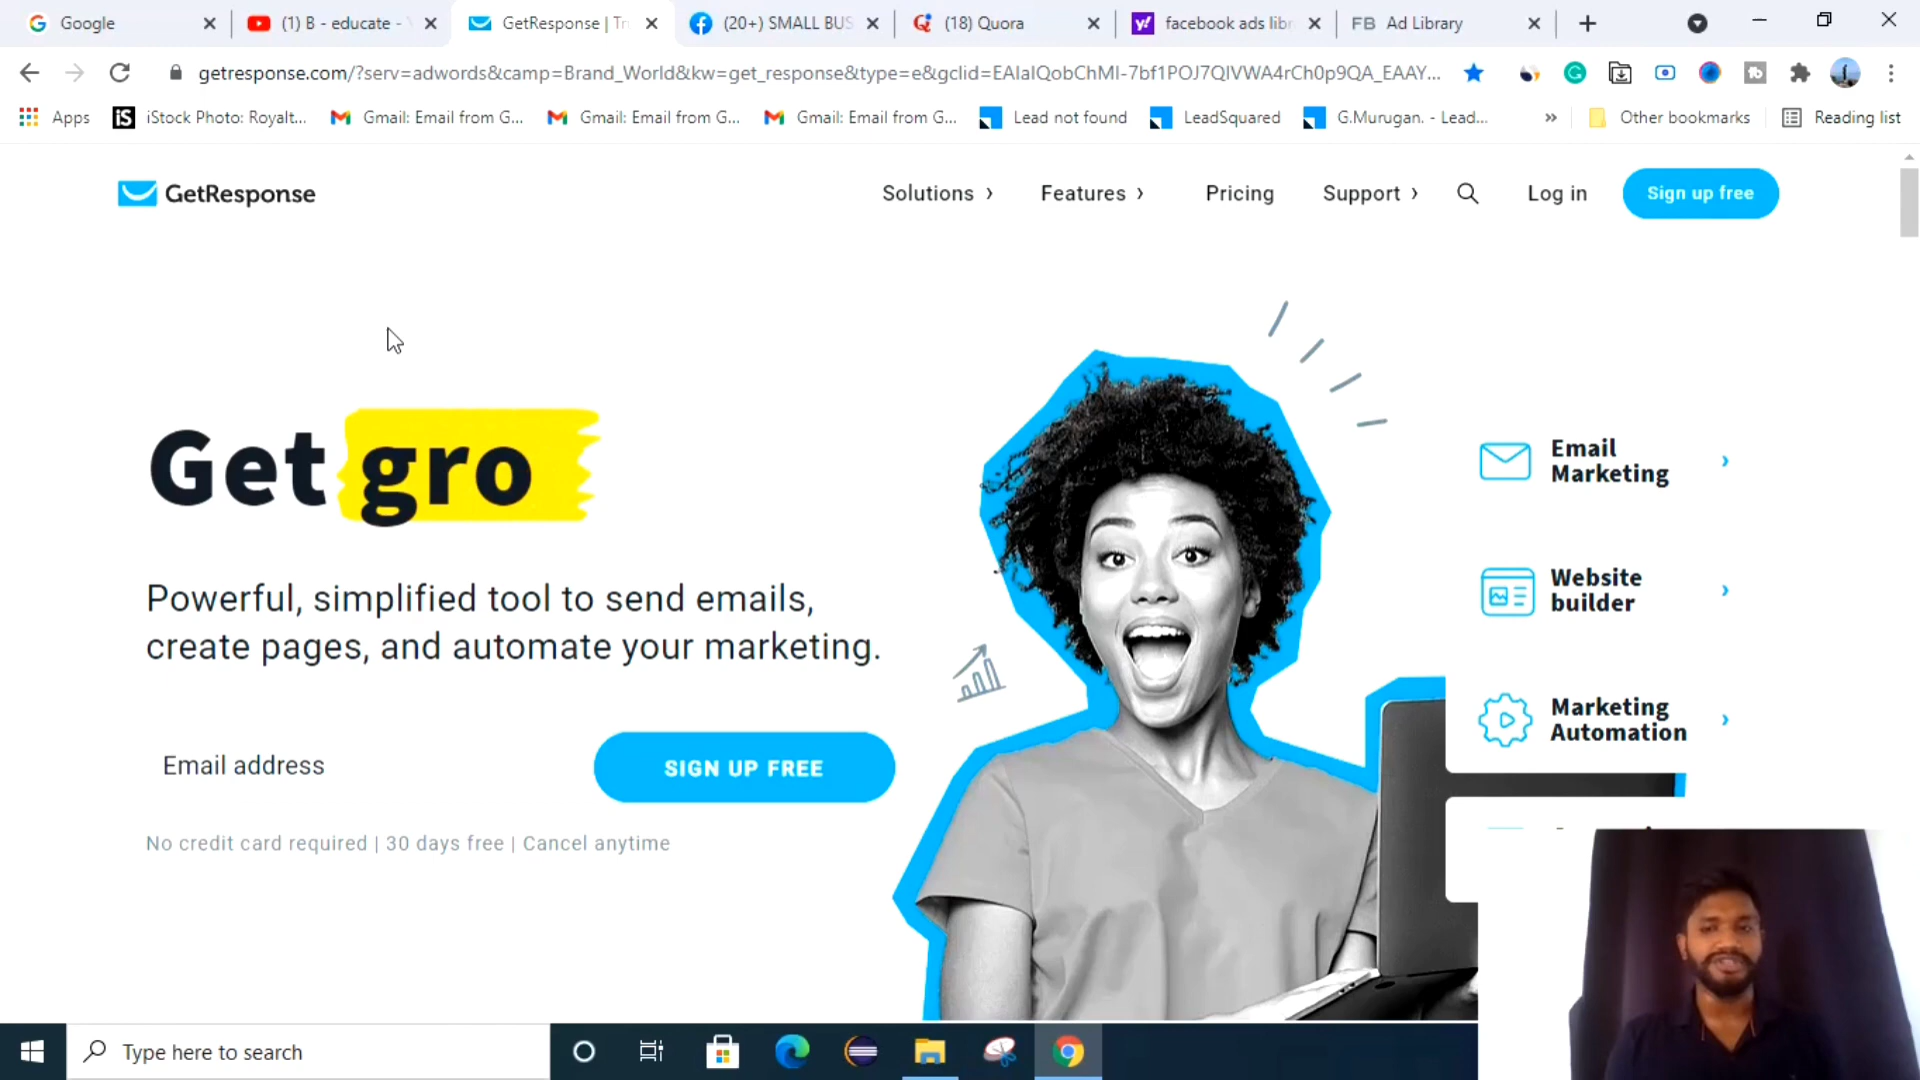 Google
(1) B - educate -
GetResponse | Tr
(20+) SMALL BUS
(18) Quora
facebook ads libr
FB Ad Library
getresponse.com/?serv=adwords&camp=Brand_World&kw=get_response&type=e&gclid=EAIaIQobChMI-7bf1POJ7QIVWA4rCh0p9QA_EAAY...
Apps
iS iStock Photo: Royalt...
Gmail: Email from G...
Gmail: Email from G...
Gmail: Email from G...
Lead not found
LeadSquared
G.Murugan. - Lead...
Other bookmarks
Reading list
GetResponse
Solutions
Features
Pricing
Support
Log in
Sign up free
Get gro
Powerful, simplified tool to send emails,
create pages, and automate your marketing.
Email address
SIGN UP FREE
No credit card required | 30 days free | Cancel anytime
Email
Marketing
Website
builder
Marketing
Automation
Type here to search